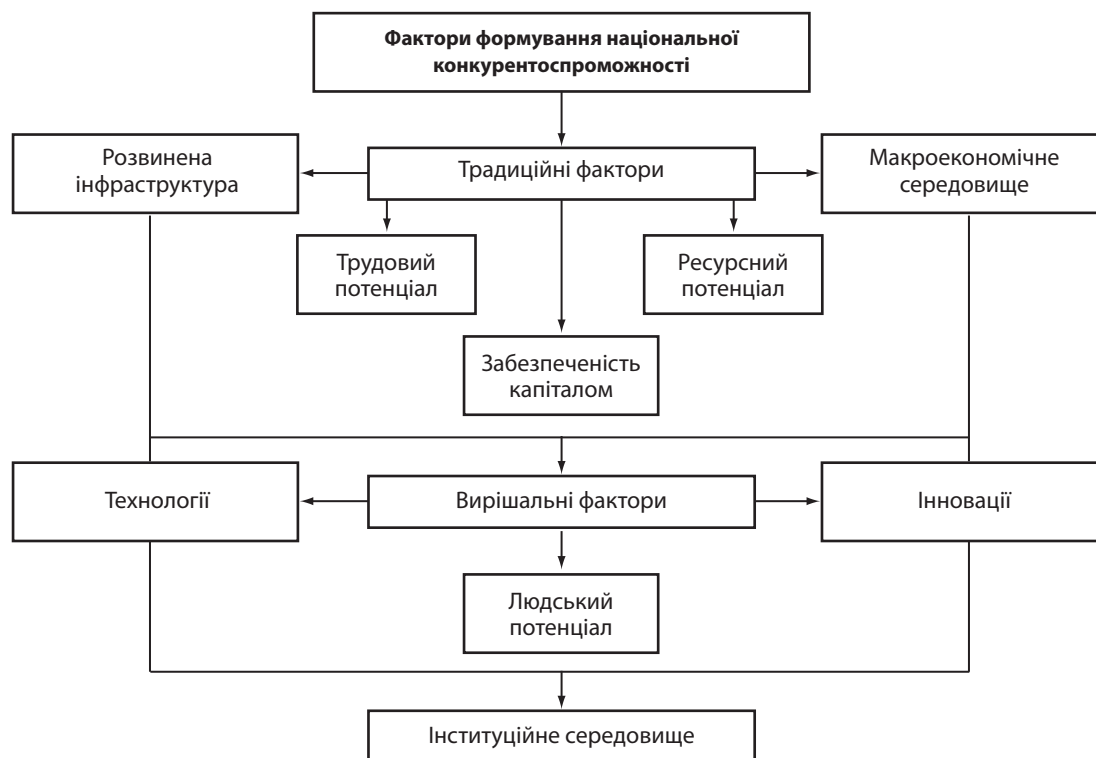 Фактори формування національної
конкурентоспроможності
Розвинена
інфраструктура
Традиційні фактори
Макроекономічне
середовище
Трудовий
потенціал
Ресурсний
потенціал
Забезпеченість
капіталом
Технології
Вирішальні фактори
Інновації
Людський
потенціал
Інституційне середовище